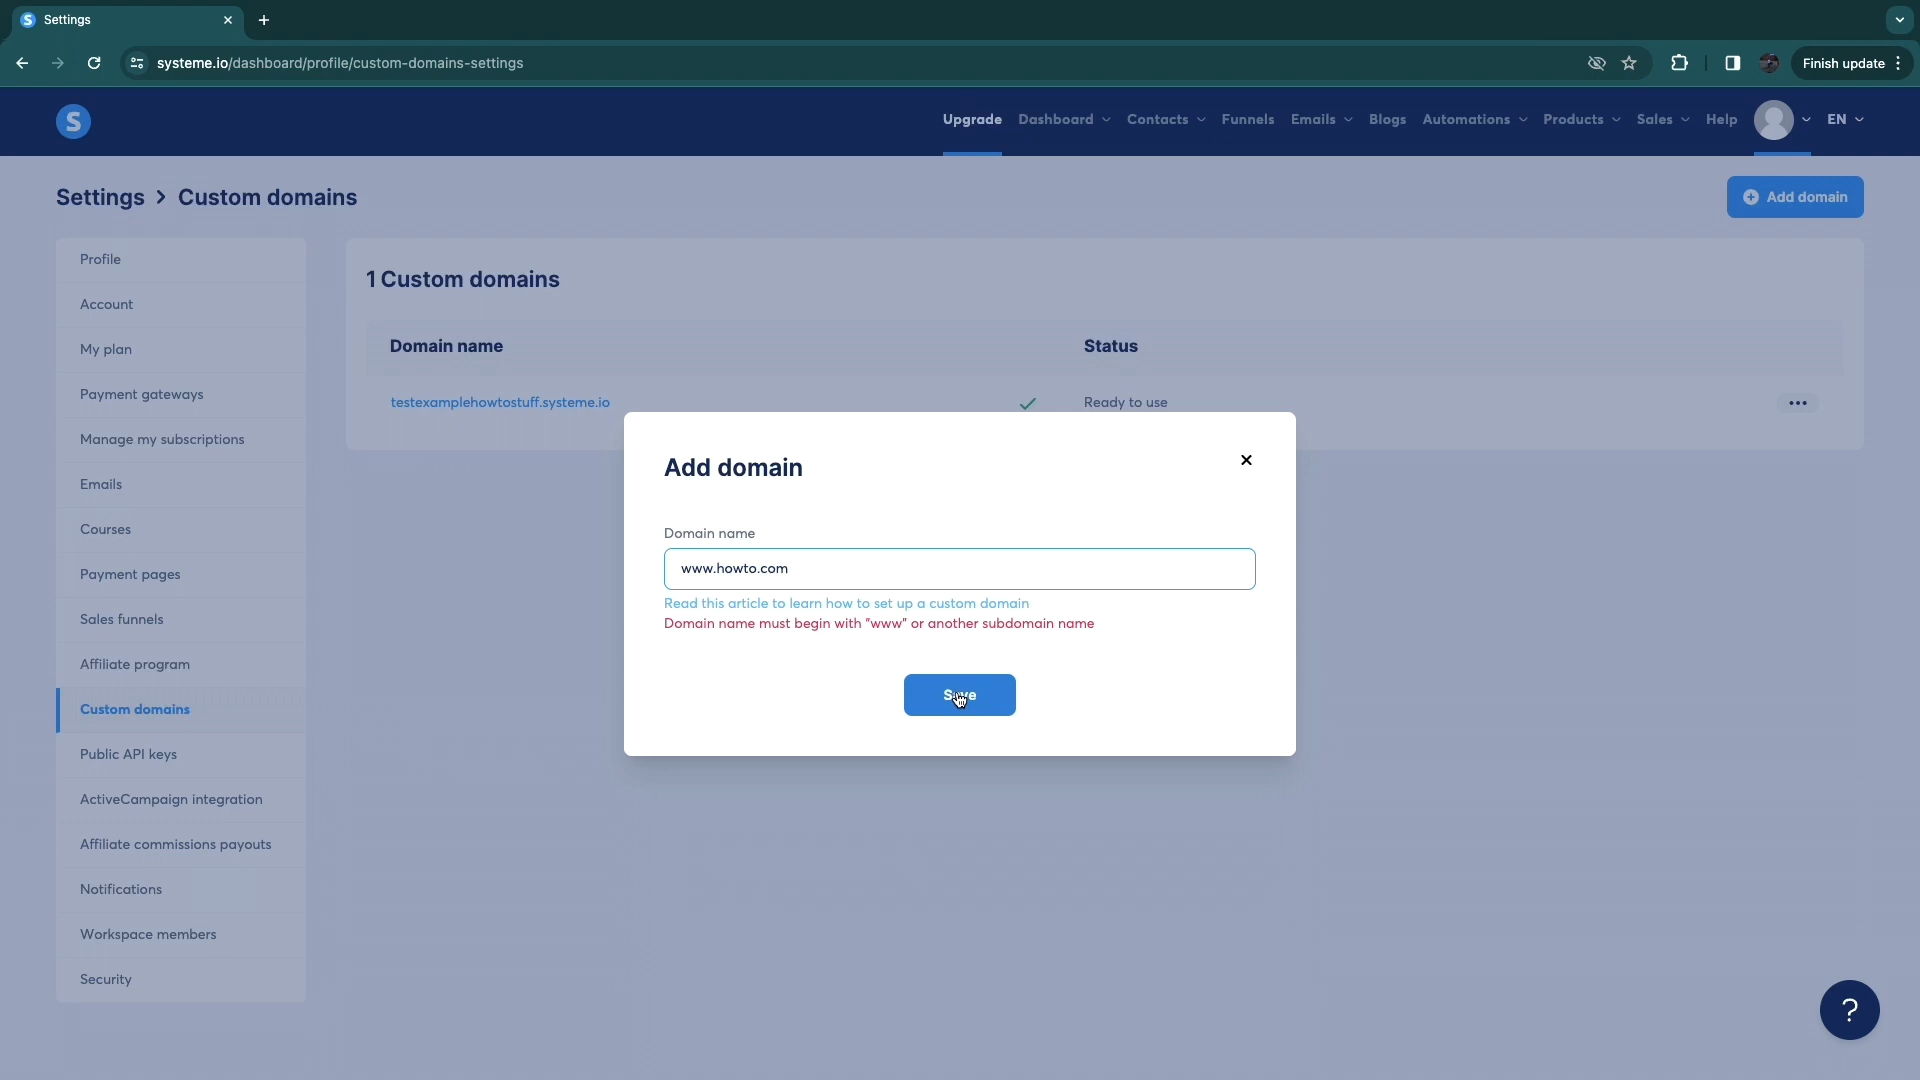 S Settings
systeme.io/dashboard/profile/custom-domains-settings
Finish update
S
Upgrade Dashboard Contacts Funnels Emails Blogs Automations Products Sales Help EN
Settings > Custom domains
Add domain
Profile
Account
My plan
Payment gateways
Manage my subscriptions
Emails
Courses
Payment pages
Sales funnels
Affiliate program
Custom domains
Public API keys
ActiveCampaign integration
Affiliate commissions payouts
Notifications
Workspace members
Security
1 Custom domains
Domain name Status
testexamplehowtostuff.systeme.io Ready to use
Add domain
Domain name
www.howto.com
Read this article to learn how to set up a custom domain
Domain name must begin with "www" or another subdomain name
Save
?